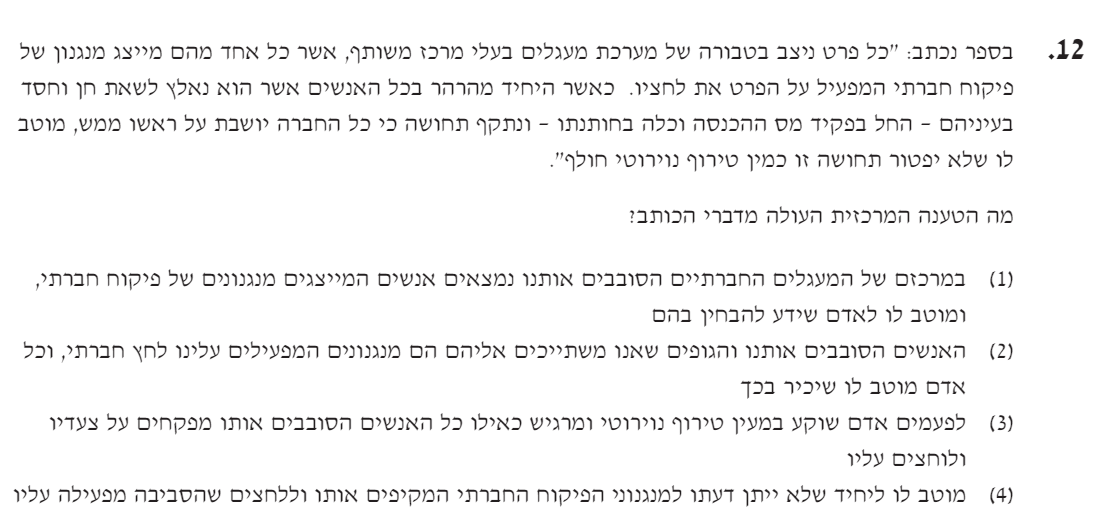 12. בספר נכתב: "כל פרט ניצב בטבורה של מערכת מעגלים בעלי מרכז משותף, אשר כל אחד מהם מייצג מנגנון של
פיקוח חברתי המפעיל על הפרט את לחציו. כאשר היחיד מהרהר בכל האנשים אשר הוא נאלץ לשאת חן וחסד
בעיניהם - החל בפקיד מס ההכנסה וכלה בחותנתו - ונתקף תחושה כי כל החברה יושבת על ראשו ממש, מוטב
לו שלא יפטור תחושה זו כמין טירוף נוירוטי חולף".
מה הטענה המרכזית העולה מדברי הכותב?
(1) במרכזם של המעגלים החברתיים הסובבים אותנו נמצאים אנשים המייצגים מנגנונים של פיקוח חברתי,
ומוטב לו לאדם שידע להבחין בהם
(2) האנשים הסובבים אותנו והגופים שאנו משתייכים אליהם הם מנגנונים המפעילים עלינו לחץ חברתי, וכל
אדם מוטב לו שיכיר בכך
(3) לפעמים אדם שוקע במעין טירוף נוירוטי ומרגיש כאילו כל האנשים הסובבים אותו מפקחים על צעדיו
ולוחצים עליו
(4) מוטב לו ליחיד שלא ייתן דעתו למנגנוני הפיקוח החברתי המקיפים אותו וללחצים שהסביבה מפעילה עליו